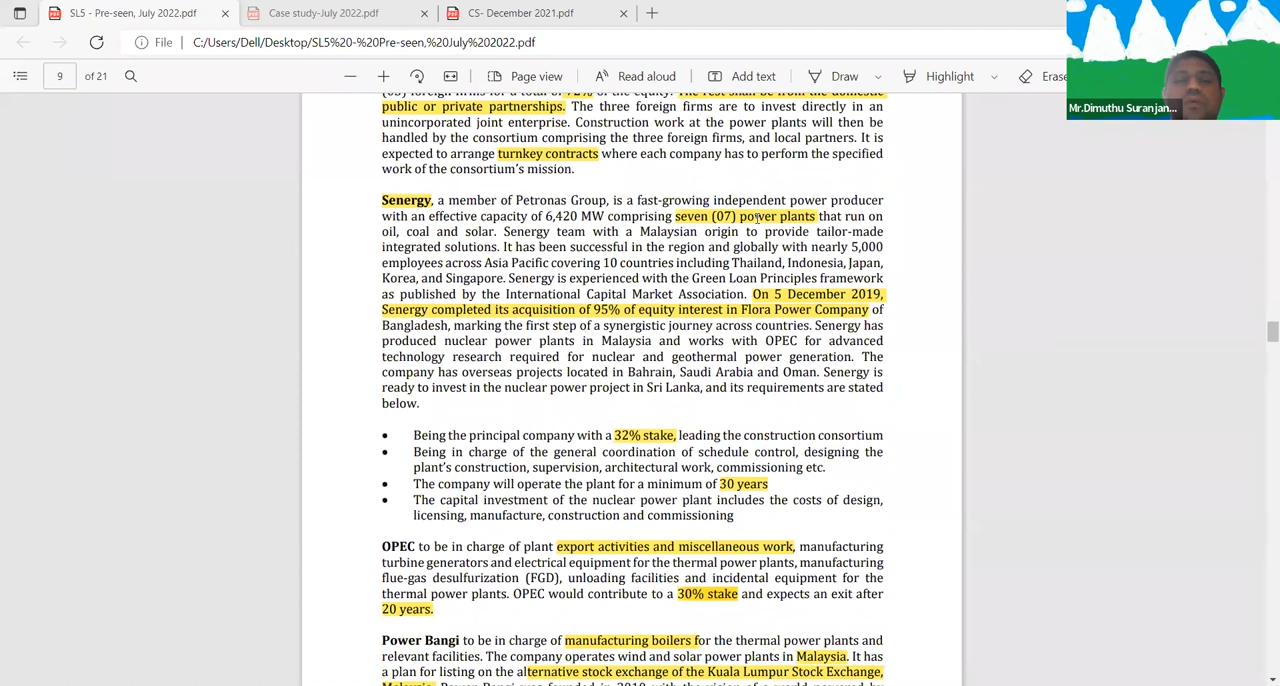 SL5 - Pre-seen, July 2022.pdf
Case study-July 2022.pdf
CS- December 2021.pdf
File
C:/Users/Dell/Desktop/SL5%20-%20Pre-seen,%20July%202022.pdf
9 of 21
Page view
Read aloud
Add text
Draw
Highlight
Erase
Mr.Dimuthu Suranjan...
public or private partnerships. The three foreign firms are to invest directly in an
unincorporated joint enterprise. Construction work at the power plants will then be
handled by the consortium comprising the three foreign firms, and local partners. It is
expected to arrange turnkey contracts where each company has to perform the specified
work of the consortium's mission.
Senergy, a member of Petronas Group, is a fast-growing independent power producer
with an effective capacity of 6,420 MW comprising seven (07) power plants that run on
oil, coal and solar. Senergy team with a Malaysian origin to provide tailor-made
integrated solutions. It has been successful in the region and globally with nearly 5,000
employees across Asia Pacific covering 10 countries including Thailand, Indonesia, Japan,
Korea, and Singapore. Senergy is experienced with the Green Loan Principles framework
as published by the International Capital Market Association. On 5 December 2019,
Senergy completed its acquisition of 95% of equity interest in Flora Power Company of
Bangladesh, marking the first step of a synergistic journey across countries. Senergy has
produced nuclear power plants in Malaysia and works with OPEC for advanced
technology research required for nuclear and geothermal power generation. The
company has overseas projects located in Bahrain, Saudi Arabia and Oman. Senergy is
ready to invest in the nuclear power project in Sri Lanka, and its requirements are stated
below.
• Being the principal company with a 32% stake, leading the construction consortium
• Being in charge of the general coordination of schedule control, designing the
plant's construction, supervision, architectural work, commissioning etc.
• The company will operate the plant for a minimum of 30 years
• The capital investment of the nuclear power plant includes the costs of design,
licensing, manufacture, construction and commissioning
OPEC to be in charge of plant export activities and miscellaneous work, manufacturing
turbine generators and electrical equipment for the thermal power plants, manufacturing
flue-gas desulfurization (FGD), unloading facilities and incidental equipment for the
thermal power plants. OPEC would contribute to a 30% stake and expects an exit after
20 years.
Power Bangi to be in charge of manufacturing boilers for the thermal power plants and
relevant facilities. The company operates wind and solar power plants in Malaysia. It has
a plan for listing on the alternative stock exchange of the Kuala Lumpur Stock Exchange,